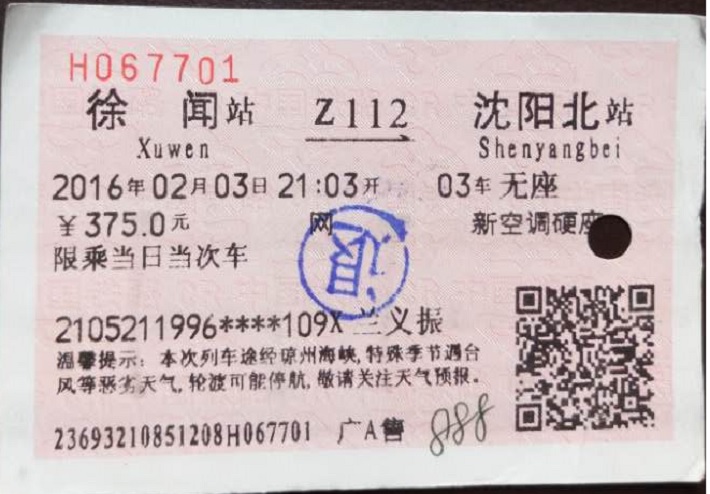 H067701
徐 闻站 Z112 沈阳北站
Xuwen Shenyangbei
2016年02月03日21:03开 03车无座
￥375.0元 网 新空调硬座
限乘当日当次车
2105211996****109X 兰义振
温馨提示：本次列车途经琼州海峡,特殊季节遇台
风等恶劣天气,轮渡可能停航,敬请关注天气预报.
23693210851208H067701 广A售